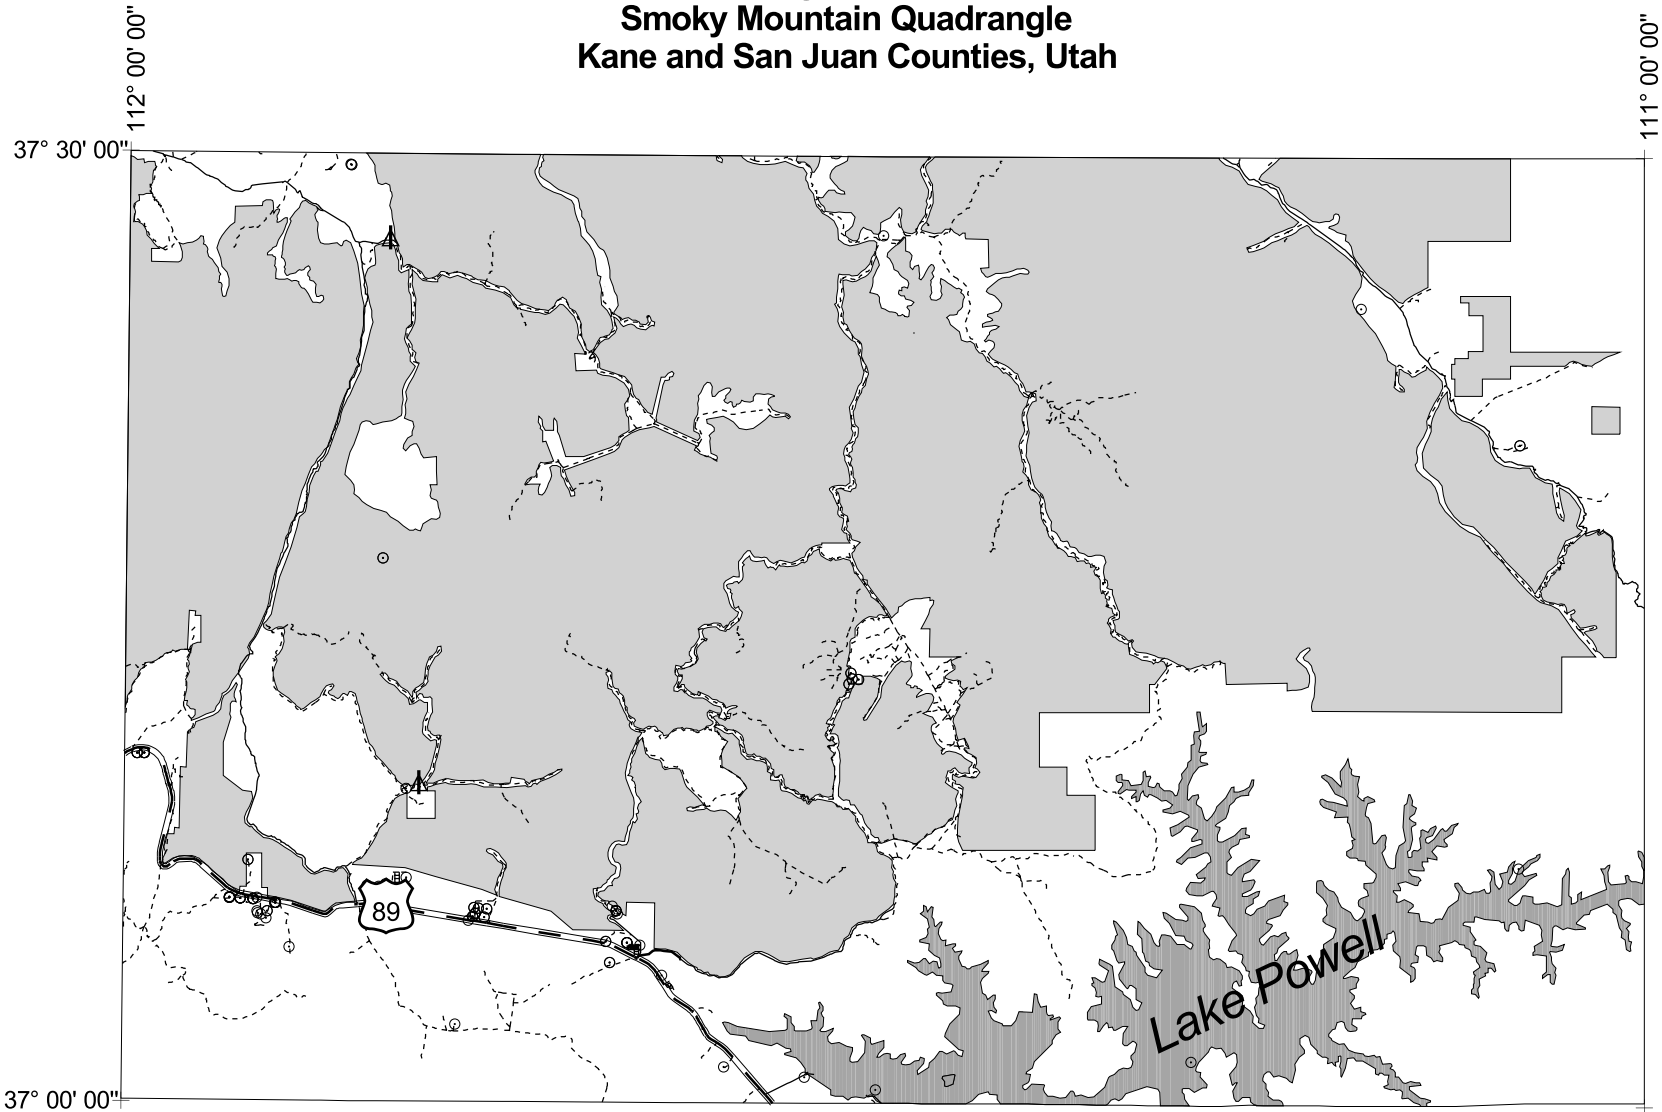 Smoky Mountain Quadrangle
Kane and San Juan Counties, Utah
112° 00' 00"
111° 00' 00"
37° 30' 00"
89
Lake Powell
37° 00' 00"